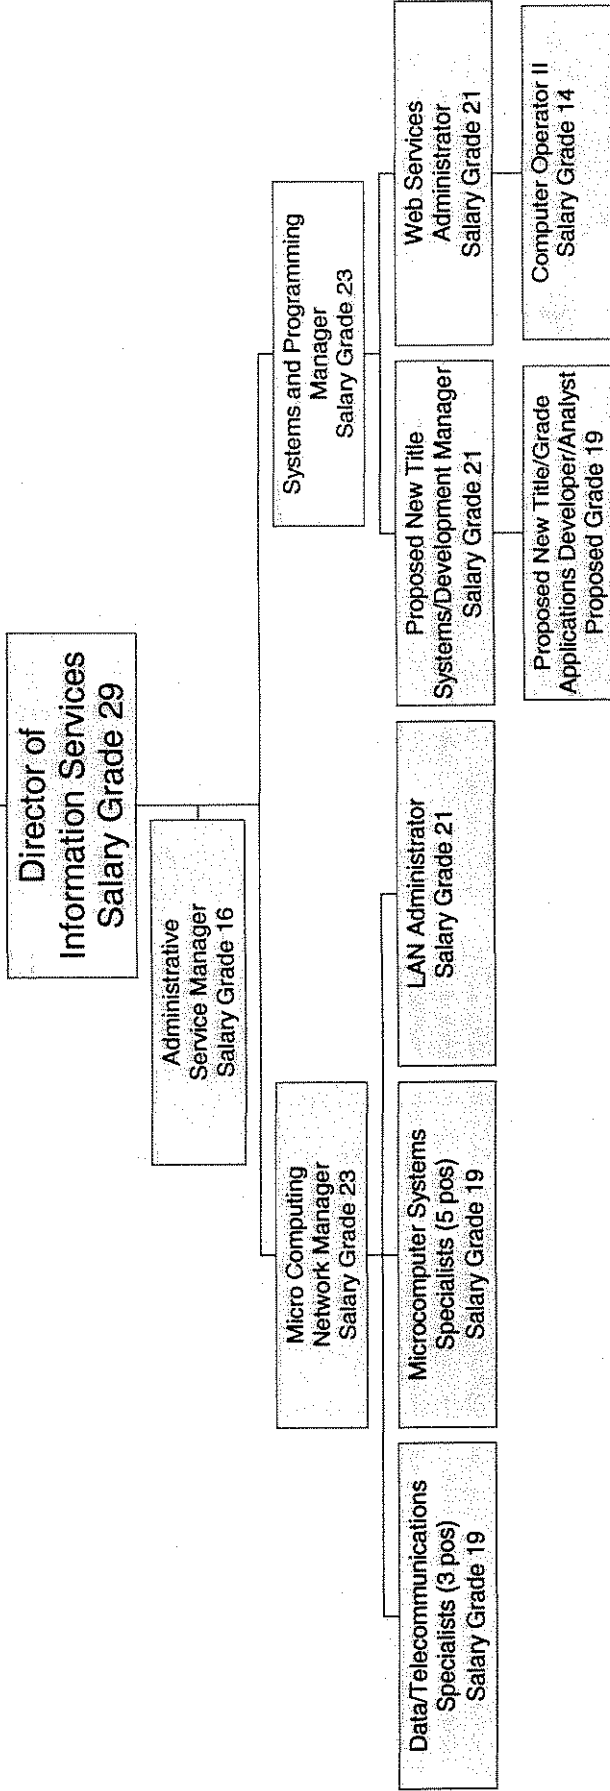 Director of
Information Services
Salary Grade 29
Administrative
Service Manager
Salary Grade 16
Micro Computing
Network Manager
Salary Grade 23
Systems and Programming
Manager
Salary Grade 23
Data/Telecommunications
Specialists (3 pos)
Salary Grade 19
Microcomputer Systems
Specialists (5 pos)
Salary Grade 19
LAN Administrator
Salary Grade 21
Proposed New Title
Systems/Development Manager
Salary Grade 21
Web Services
Administrator
Salary Grade 21
Proposed New Title/Grade
Applications Developer/Analyst
Proposed Grade 19
Computer Operator II
Salary Grade 14